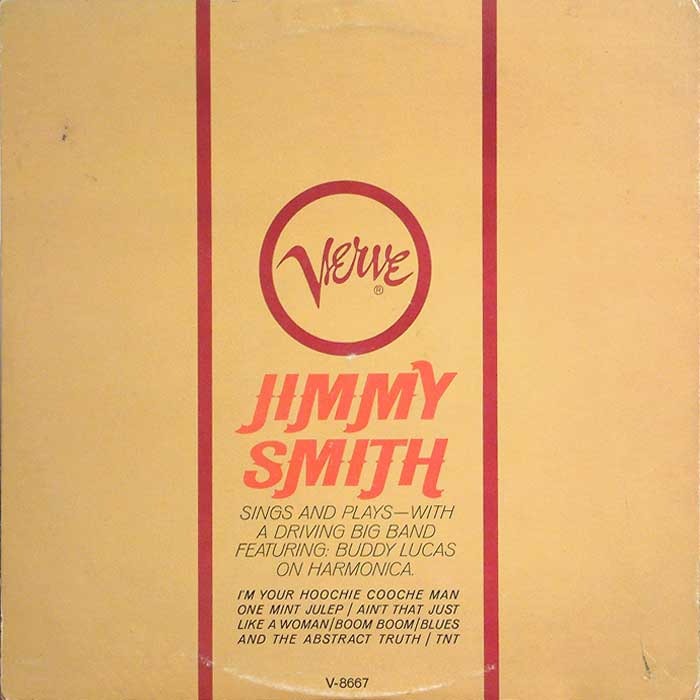 VERVE
®
JIMMY
SMITH
SINGS AND PLAYS—WITH
A DRIVING BIG BAND
FEATURING: BUDDY LUCAS
ON HARMONICA.
I'M YOUR HOOCHIE COOCHE MAN
ONE MINT JULEP / AIN'T THAT JUST
LIKE A WOMAN/BOOM BOOM/BLUES
AND THE ABSTRACT TRUTH / TNT
V-8667